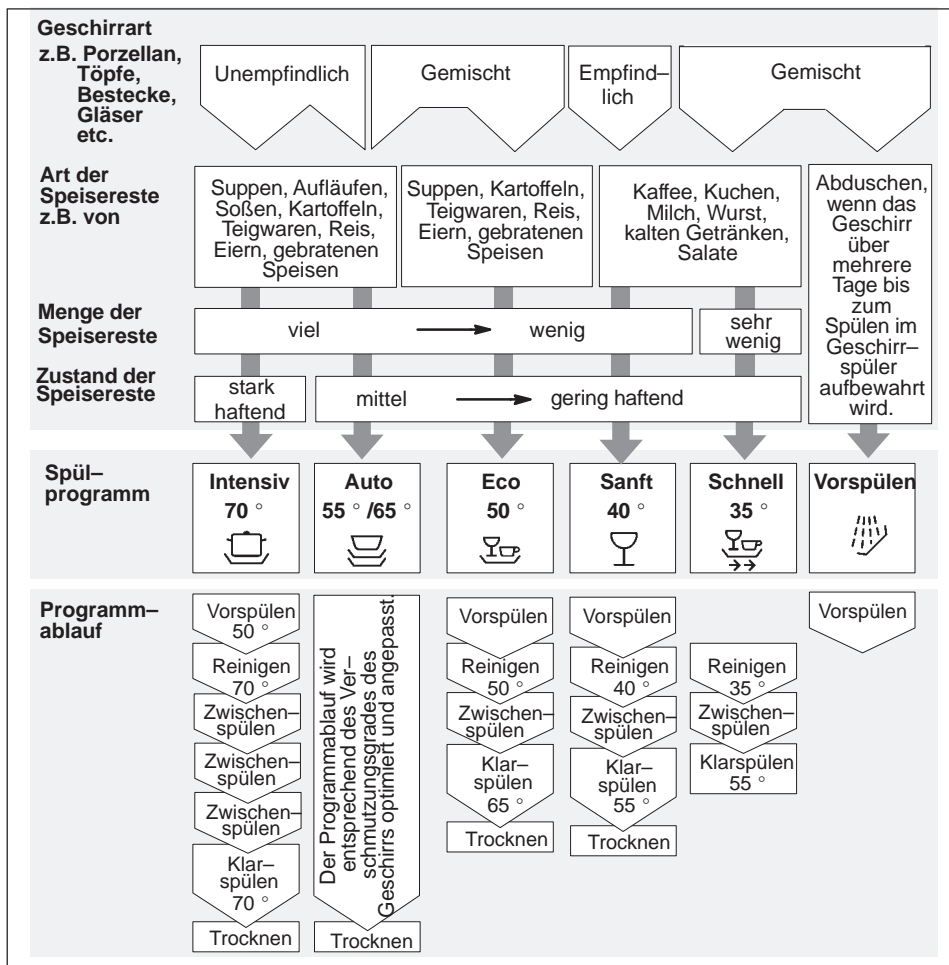 Geschirrart
z.B. Porzellan,
Töpfe,
Bestecke,
Gläser
etc.
Unempfindlich
Gemischt
Empfind–
lich
Gemischt
Art der
Speisereste
z.B. von
Suppen, Aufläufen,
Soßen, Kartoffeln,
Teigwaren, Reis,
Eiern, gebratenen
Speisen
Suppen, Kartoffeln,
Teigwaren, Reis,
Eiern, gebratenen
Speisen
Kaffee, Kuchen,
Milch, Wurst,
kalten Getränken,
Salate
Abduschen,
wenn das
Geschirr
über
mehrere
Tage bis
zum
Spülen im
Geschirr–
spüler
aufbewahrt
wird.
Menge der
Speisereste
viel
wenig
sehr
wenig
Zustand der
Speisereste
stark
haftend
mittel
gering haftend
Spül–
programm
Intensiv
70 °
Auto
55 ° /65 °
Eco
50 °
Sanft
40 °
Schnell
35 °
Vorspülen
Programm–
ablauf
Vorspülen
50 °
Reinigen
70 °
Zwischen–
spülen
Zwischen–
spülen
Zwischen–
spülen
Klar–
spülen
70 °
Trocknen
Der Programmablauf wird
entsprechend des Ver–
schmutzungsgrades des
Geschirrs optimiert und angepasst.
Trocknen
Vorspülen
Reinigen
50 °
Zwischen–
spülen
Klar–
spülen
65 °
Trocknen
Vorspülen
Reinigen
40 °
Zwischen–
spülen
Klar–
spülen
55 °
Trocknen
Reinigen
35 °
Zwischen–
spülen
Klarspülen
55 °
Vorspülen